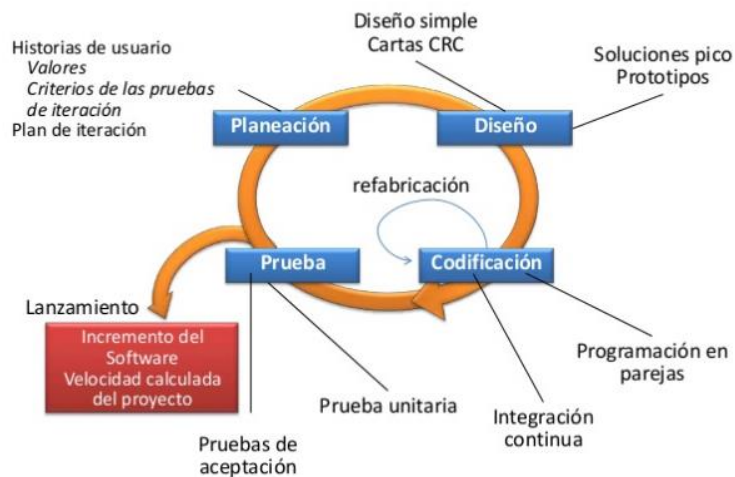 Historias de usuario
Valores
Criterios de las pruebas
de iteración
Plan de iteración
Diseño simple
Cartas CRC
Soluciones pico
Prototipos
Planeación
Diseño
refabricación
Prueba
Codificación
Lanzamiento
Incremento del
Software
Velocidad calculada
del proyecto
Programación en
parejas
Prueba unitaria
Integración
continua
Pruebas de
aceptación